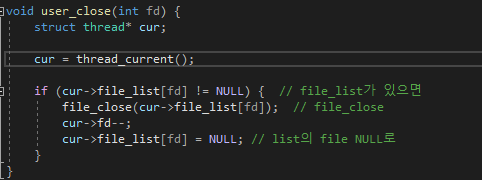 void user_close(int fd) {
struct thread* cur;
cur = thread_current();
if (cur->file_list[fd] != NULL) { // file_list가 있으면
file_close(cur->file_list[fd]); // file_close
cur->fd--;
cur->file_list[fd] = NULL; // list의 file NULL로
}
}